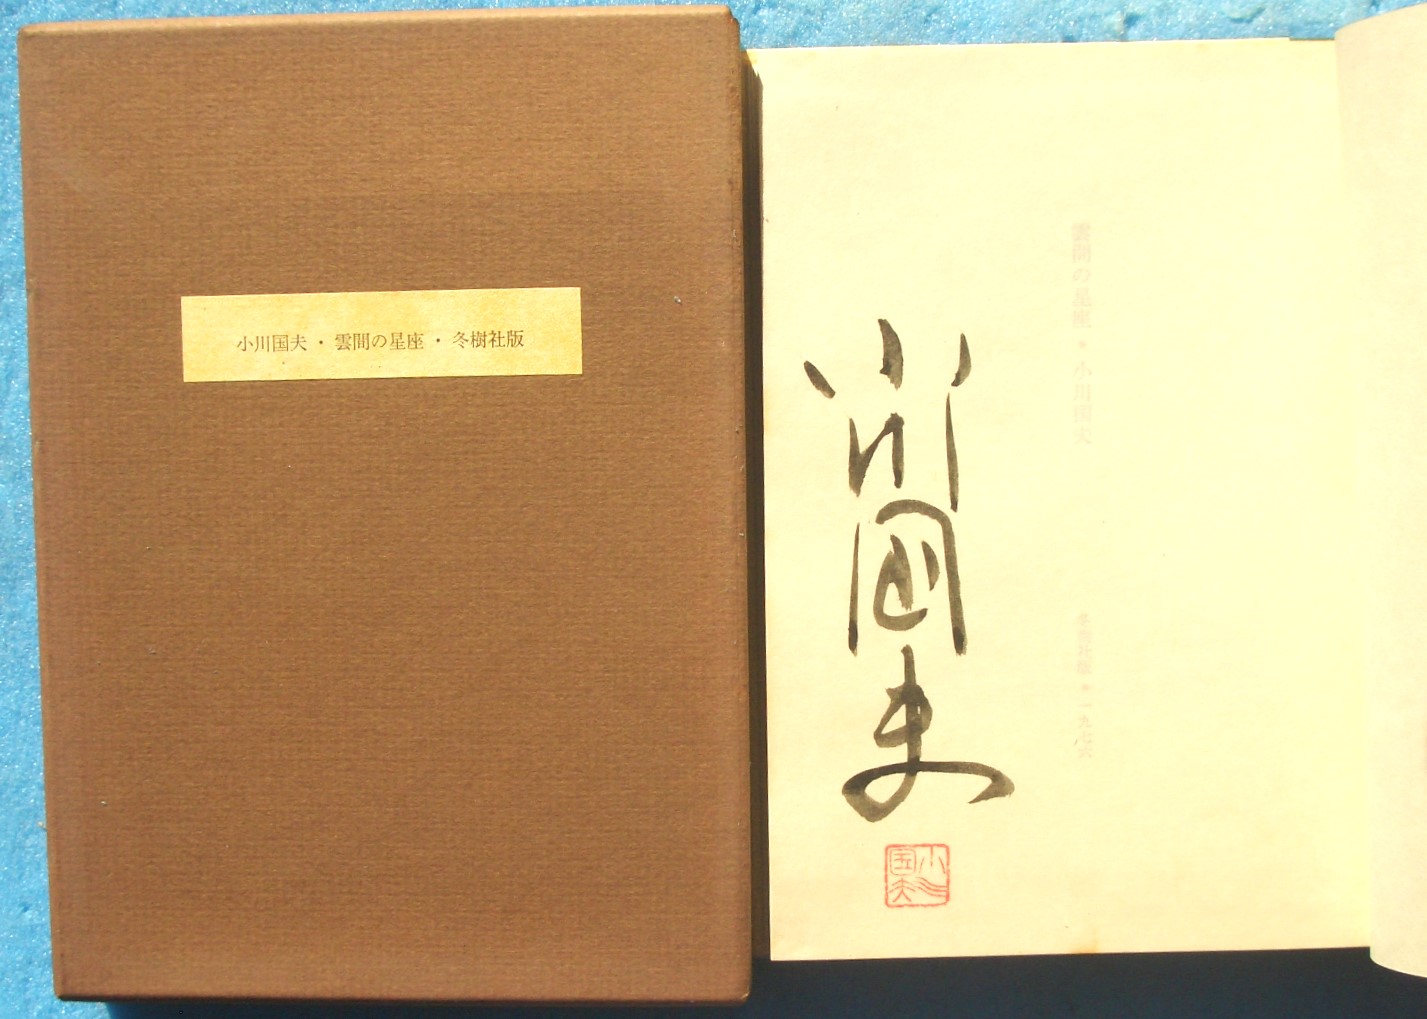 小川国夫・雲間の星座・冬樹社版
雲間の星座・小川国夫
冬樹社版・一九七六
小川国夫
小川国夫